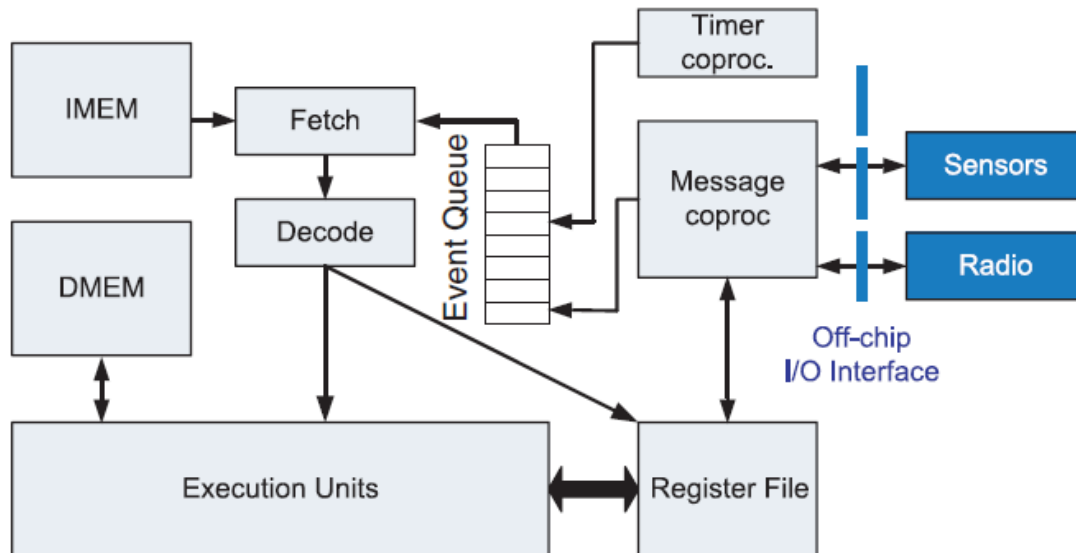 Timer
coproc.
IMEM
Fetch
Event Queue
Message
coproc
Sensors
Decode
DMEM
Radio
Off-chip
I/O Interface
Execution Units
Register File